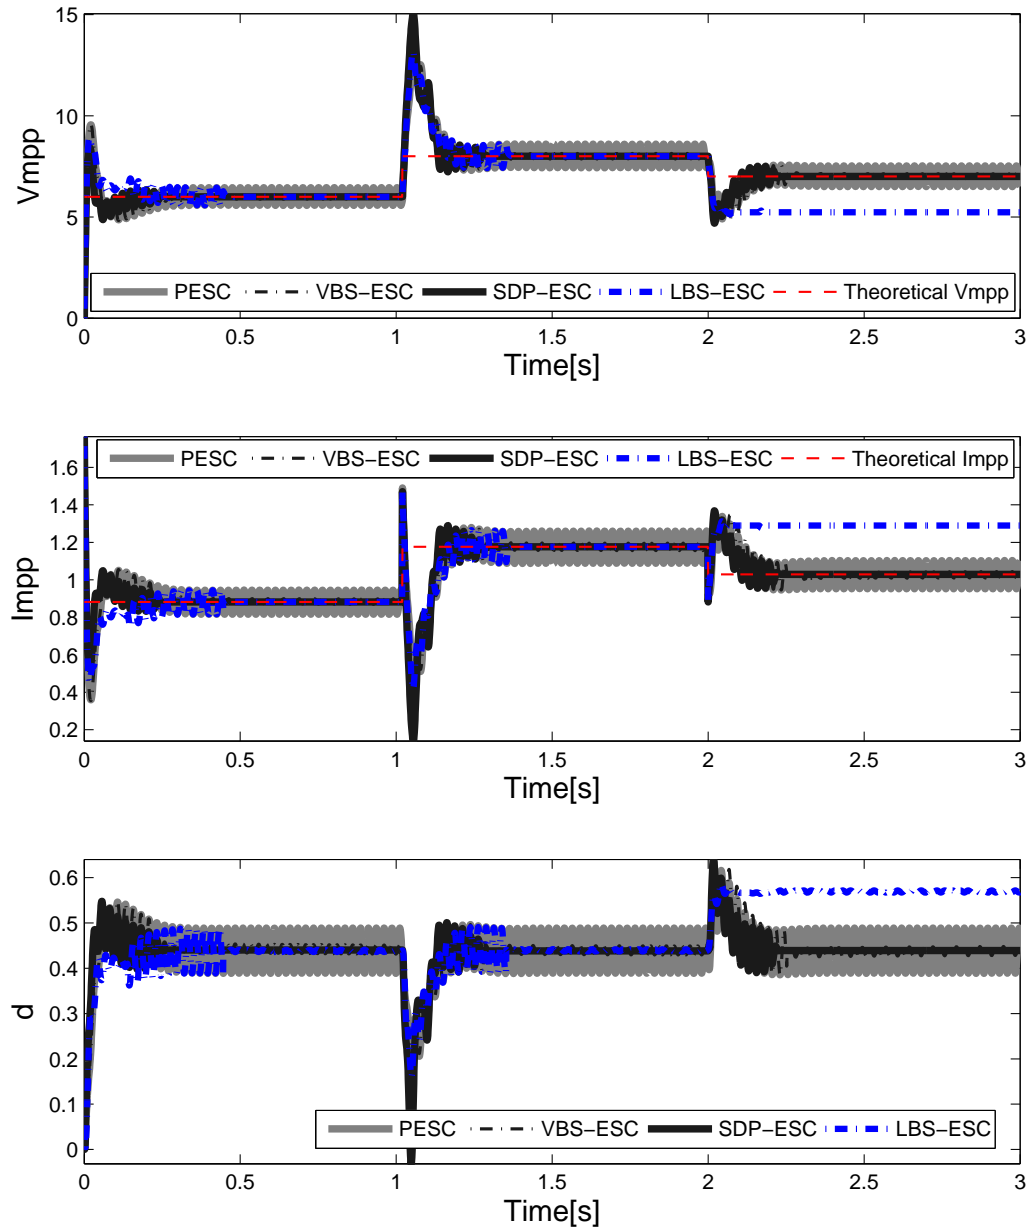 15
10
5
0
Vmpp
PESC VBS−ESC SDP−ESC LBS−ESC Theoretical Vmpp
0 0.5 1 1.5 2 2.5 3
Time[s]
1.6
1.4
1.2
1
0.8
0.6
0.4
0.2
Impp
PESC VBS−ESC SDP−ESC LBS−ESC Theoretical Impp
0 0.5 1 1.5 2 2.5 3
Time[s]
0.6
0.5
0.4
0.3
0.2
0.1
0
d
PESC VBS−ESC SDP−ESC LBS−ESC
0 0.5 1 1.5 2 2.5 3
Time[s]